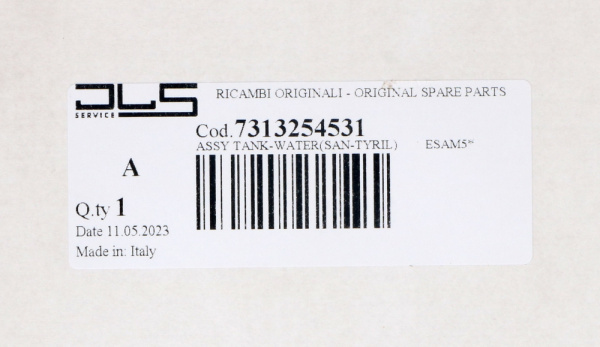 DLS
SERVICE
RICAMBI ORIGINALI - ORIGINAL SPARE PARTS
Cod.7313254531
ASSY TANK-WATER(SAN-TYRIL) ESAM5**
A
Q.ty 1
Date 11.05.2023
Made in: Italy